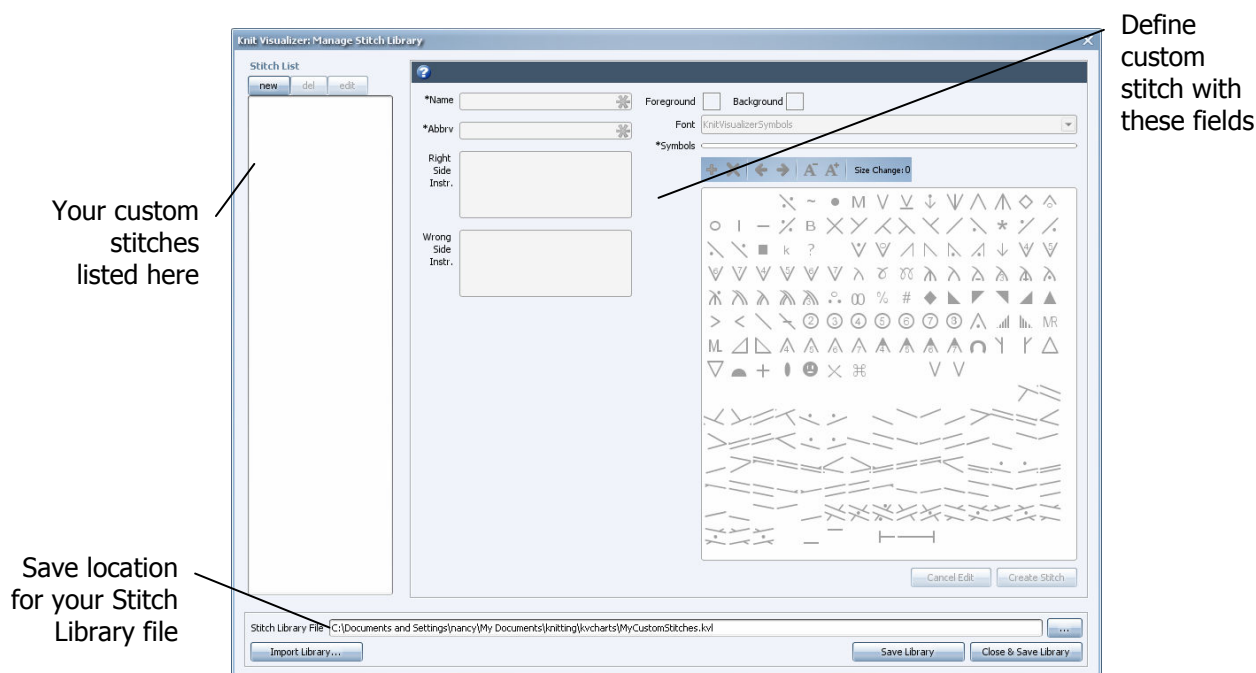 Define
custom
stitch with
these fields
Knit Visualizer: Manage Stitch Library
Stitch List
new del edit
*Name
Foreground Background
*Abbrv
Font KnitVisualizerSymbols
*Symbols
Right
Side
Instr.
A- A+ Size Change: 0
Your custom
stitches
listed here
Wrong
Side
Instr.
Cancel Edit Create Stitch
Save location
for your Stitch
Library file
Stitch Library File C:\Documents and Settings\nancy\My Documents\knitting\kvcharts\MyCustomStitches.kvl ...
Import Library... Save Library Close & Save Library